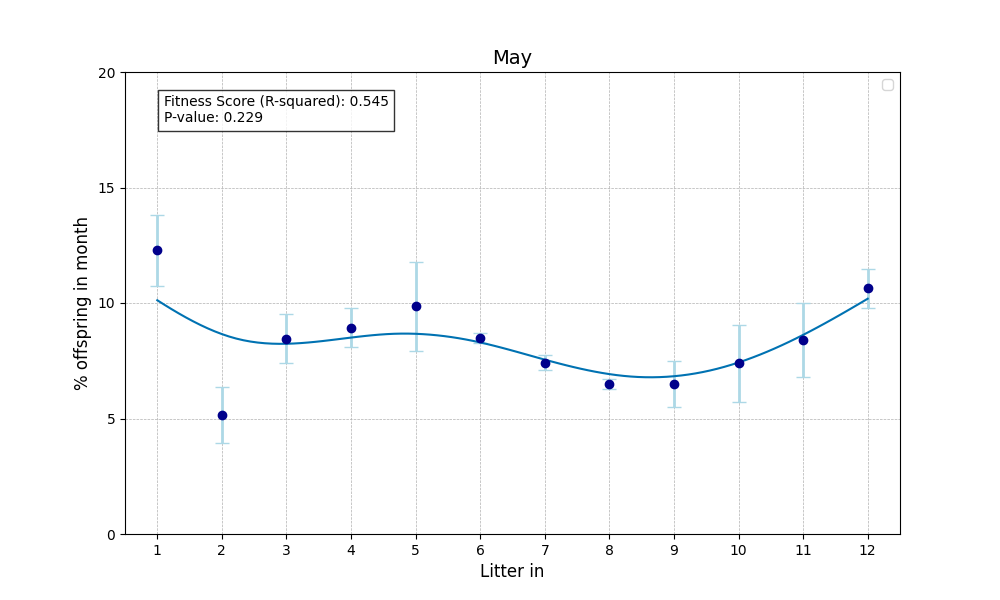 May
Fitness Score (R-squared): 0.545
P-value: 0.229
% offspring in month
20
15
10
5
0
1 2 3 4 5 6 7 8 9 10 11 12
Litter in